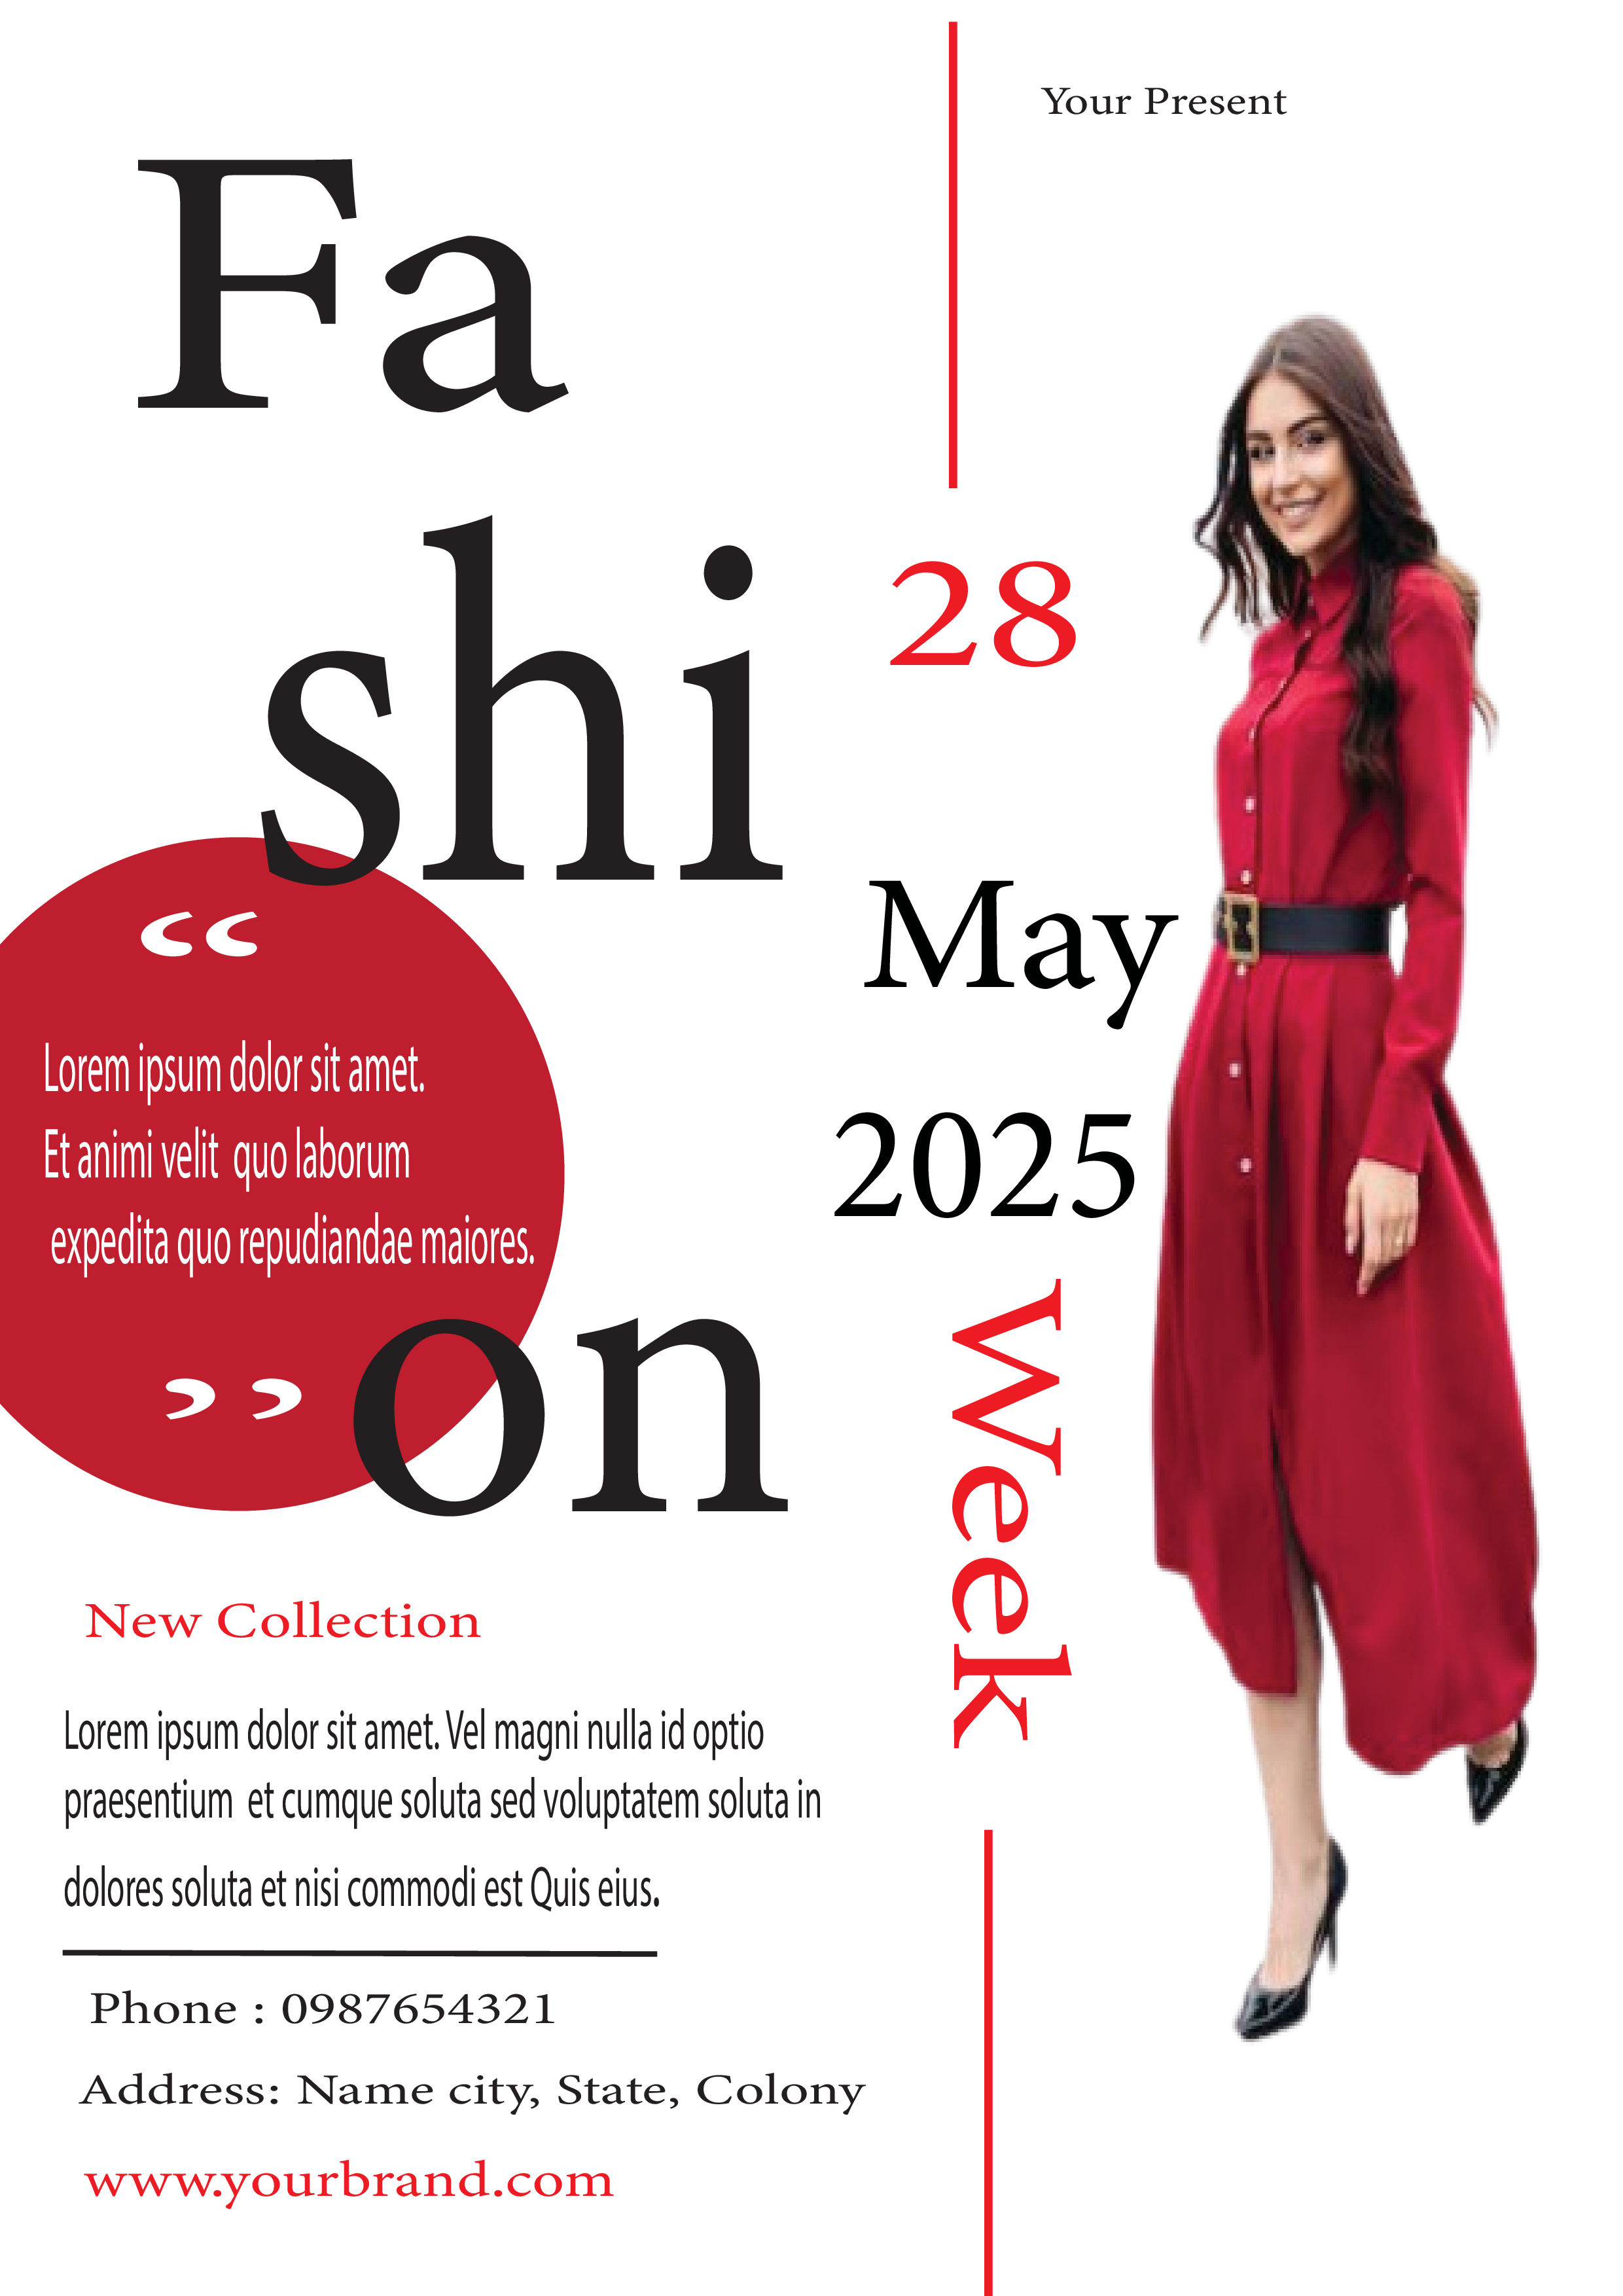 Your Present
Fa
shi
on
28
May
2025
Week
“
Lorem ipsum dolor sit amet.
Et animi velit  quo laborum
expedita quo repudiandae maiores.
”
New Collection
Lorem ipsum dolor sit amet. Vel magni nulla id optio
praesentium  et cumque soluta sed voluptatem soluta in
dolores soluta et nisi commodi est Quis eius.
Phone : 0987654321
Address: Name city, State, Colony
www.yourbrand.com